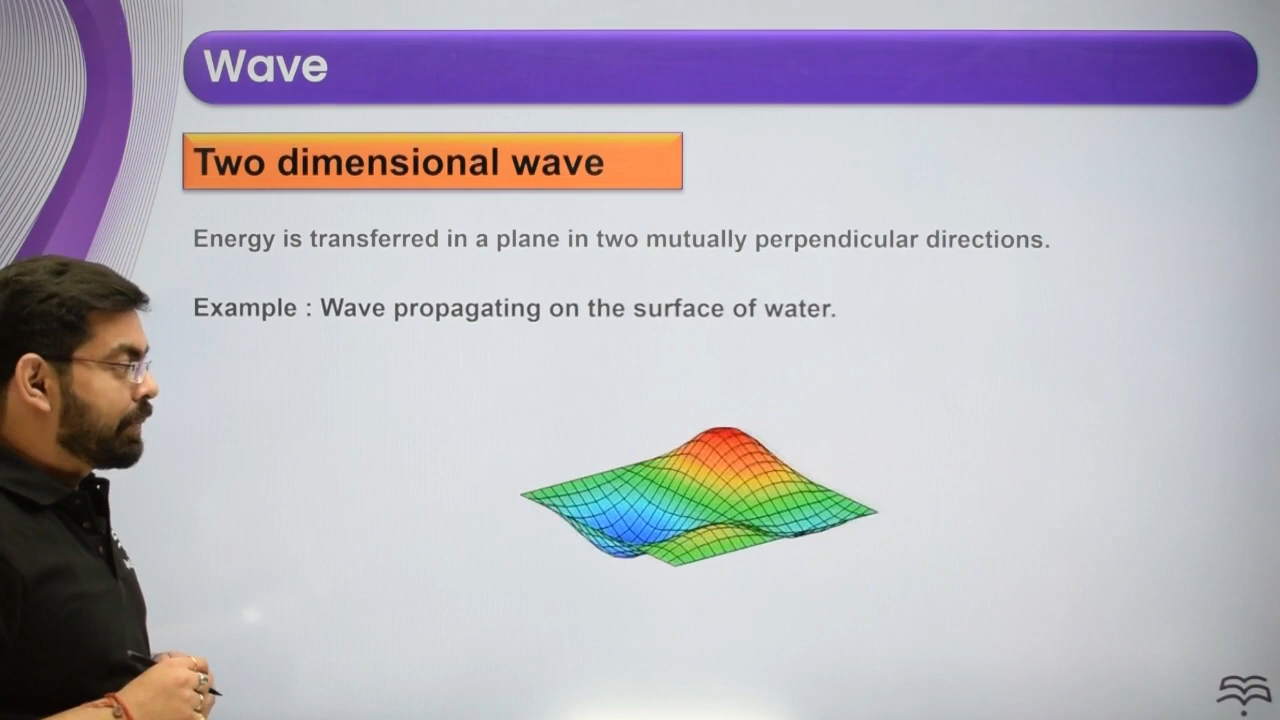 Wave
Two dimensional wave
Energy is transferred in a plane in two mutually perpendicular directions.
Example : Wave propagating on the surface of water.